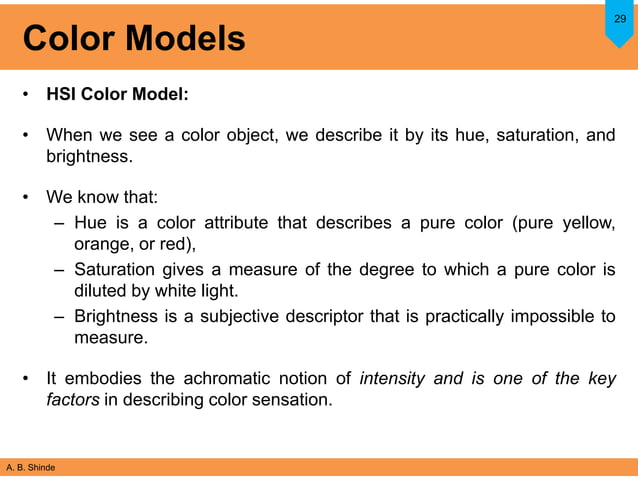 29
Color Models
• HSI Color Model:
• When we see a color object, we describe it by its hue, saturation, and
brightness.
• We know that:
– Hue is a color attribute that describes a pure color (pure yellow,
orange, or red),
– Saturation gives a measure of the degree to which a pure color is
diluted by white light.
– Brightness is a subjective descriptor that is practically impossible to
measure.
• It embodies the achromatic notion of intensity and is one of the key
factors in describing color sensation.
A. B. Shinde